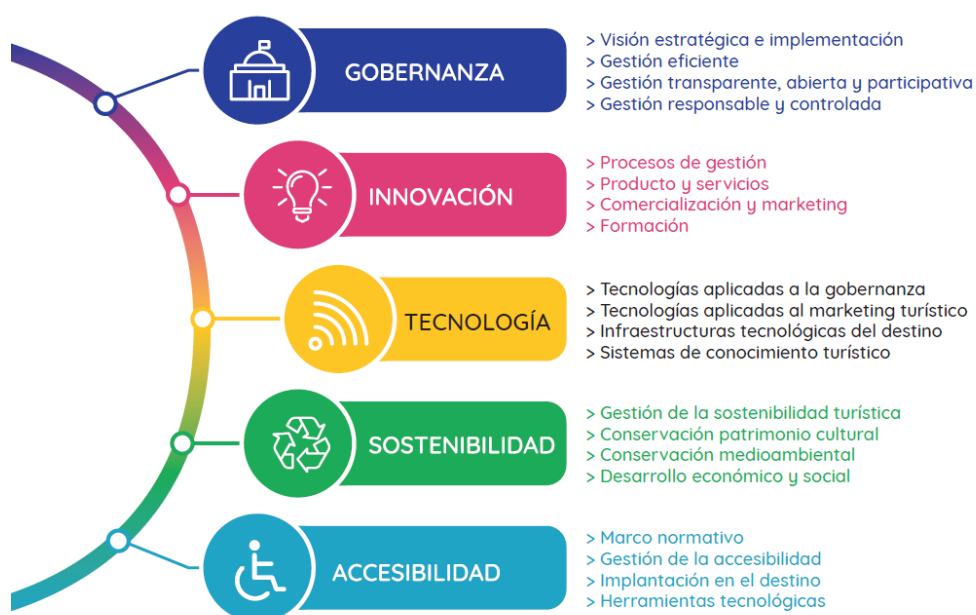 GOBERNANZA
> Visión estratégica e implementación
> Gestión eficiente
> Gestión transparente, abierta y participativa
> Gestión responsable y controlada
INNOVACIÓN
> Procesos de gestión
> Producto y servicios
> Comercialización y marketing
> Formación
TECNOLOGÍA
> Tecnologías aplicadas a la gobernanza
> Tecnologías aplicadas al marketing turístico
> Infraestructuras tecnológicas del destino
> Sistemas de conocimiento turístico
SOSTENIBILIDAD
> Gestión de la sostenibilidad turística
> Conservación patrimonio cultural
> Conservación medioambiental
> Desarrollo económico y social
ACCESIBILIDAD
> Marco normativo
> Gestión de la accesibilidad
> Implantación en el destino
> Herramientas tecnológicas